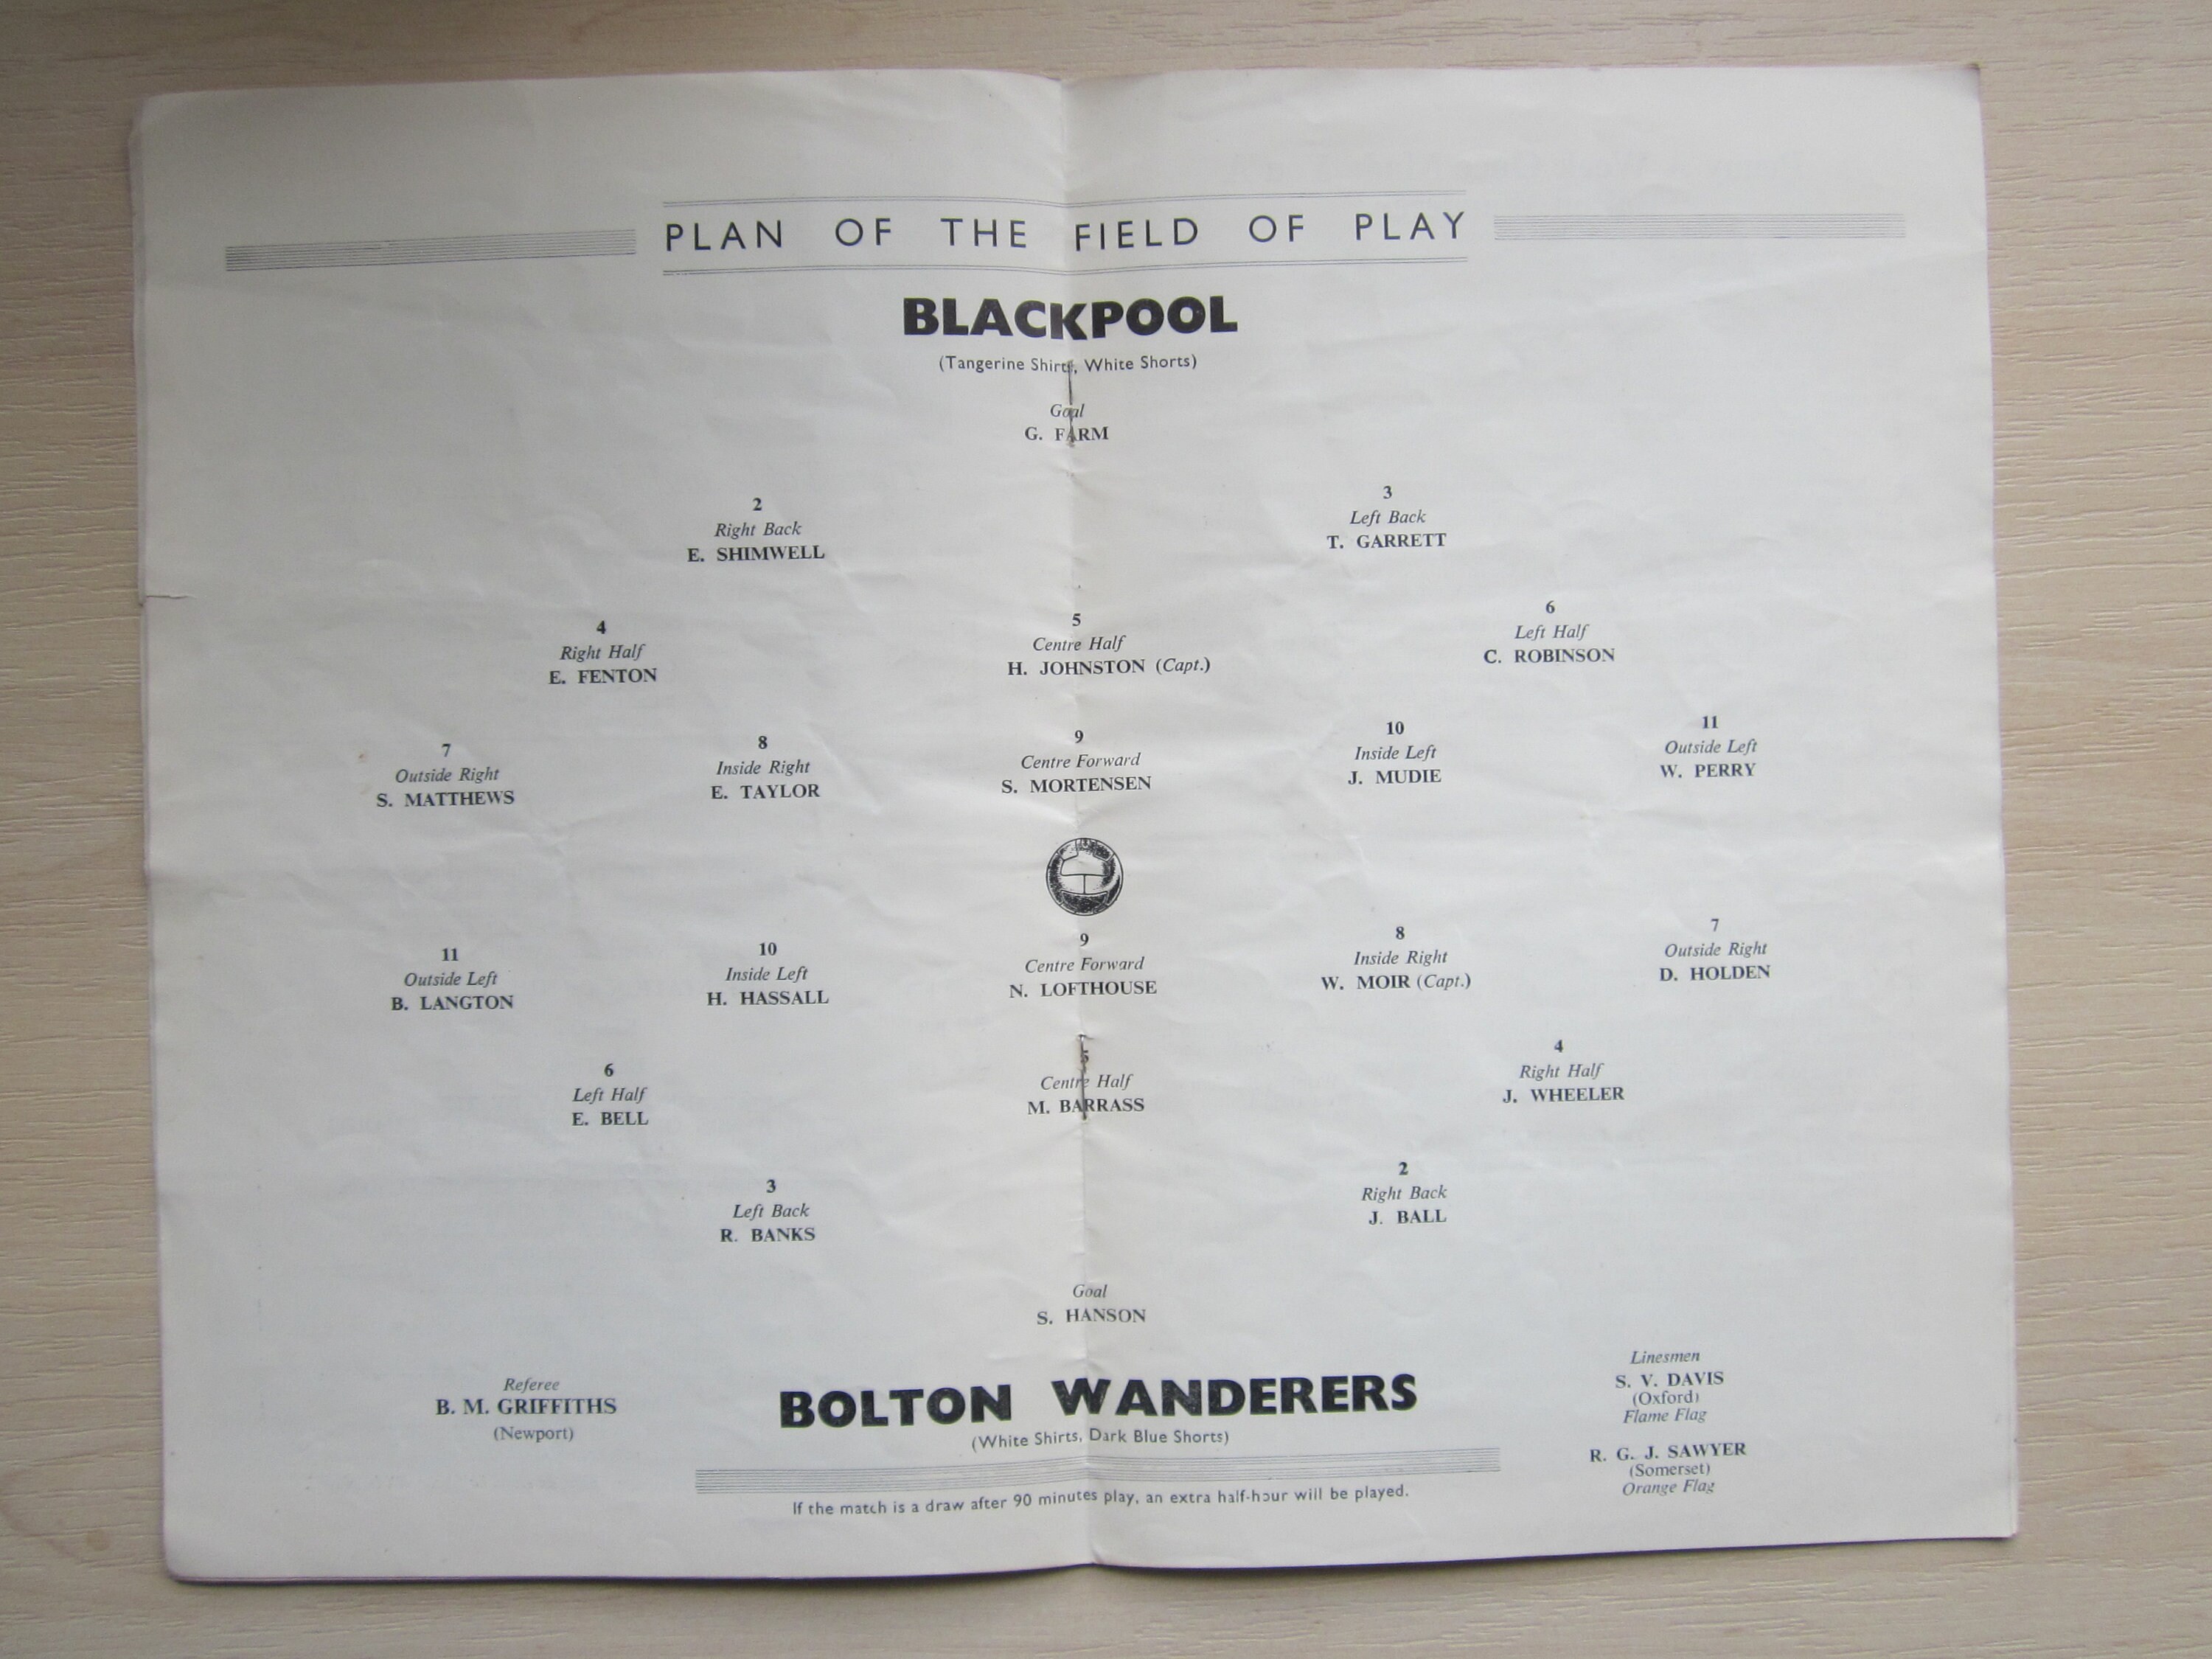 PLAN OF THE FIELD OF PLAY
BLACKPOOL
(Tangerine Shirts, White Shorts)
Goal
G. FARM
2
Right Back
E. SHIMWELL
3
Left Back
T. GARRETT
4
Right Half
E. FENTON
5
Centre Half
H. JOHNSTON (Capt.)
6
Left Half
C. ROBINSON
7
Outside Right
S. MATTHEWS
8
Inside Right
E. TAYLOR
9
Centre Forward
S. MORTENSEN
10
Inside Left
J. MUDIE
11
Outside Left
W. PERRY
11
Outside Left
B. LANGTON
10
Inside Left
H. HASSALL
9
Centre Forward
N. LOFTHOUSE
8
Inside Right
W. MOIR (Capt.)
7
Outside Right
D. HOLDEN
6
Left Half
E. BELL
5
Centre Half
M. BARRASS
4
Right Half
J. WHEELER
3
Left Back
R. BANKS
2
Right Back
J. BALL
Goal
S. HANSON
Referee
B. M. GRIFFITHS
(Newport)
BOLTON WANDERERS
(White Shirts, Dark Blue Shorts)
If the match is a draw after 90 minutes play, an extra half-hour will be played.
Linesmen
S. V. DAVIS
(Oxford)
Flame Flag
R. G. J. SAWYER
(Somerset)
Orange Flag